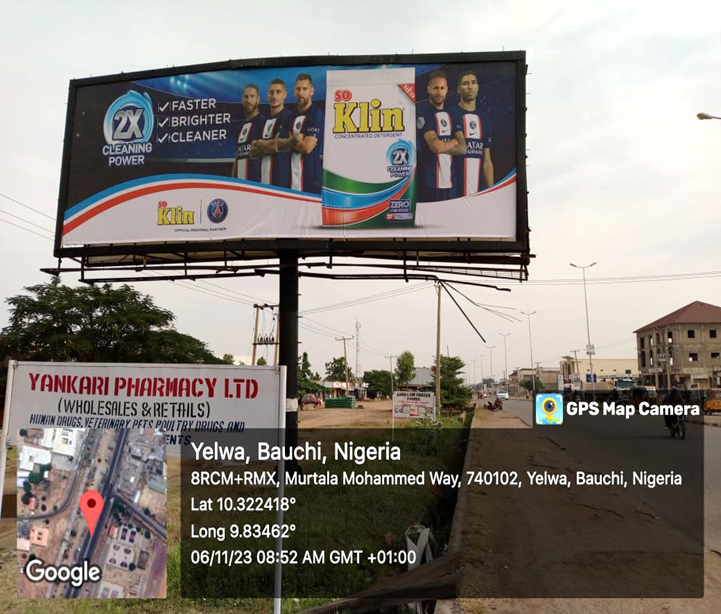 2X
CLEANING
POWER
FASTER
BRIGHTER
CLEANER
SO
Klin
NEW
CONCENTRATED DETERGENT
2X
CLEANING
POWER
ZERO
SO
Klin
OFFICIAL REGIONAL PARTNER
YANKARI PHARMACY LTD
(WHOLESALES & RETAILS)
HUMAN DRUGS, VETERINARY, PETS POULTRY DRUGS AND
GPS Map Camera
Yelwa, Bauchi, Nigeria
8RCM+RMX, Murtala Mohammed Way, 740102, Yelwa, Bauchi, Nigeria
Lat 10.322418°
Long 9.83462°
06/11/23 08:52 AM GMT +01:00
Google